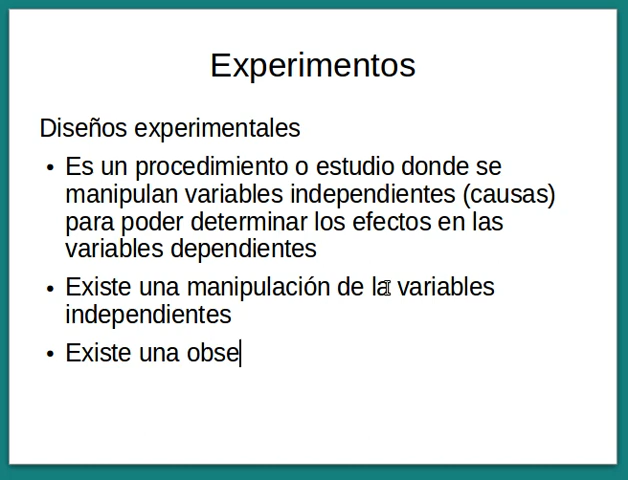 Experimentos
Diseños experimentales
• Es un procedimiento o estudio donde se
manipulan variables independientes (causas)
para poder determinar los efectos en las
variables dependientes
• Existe una manipulación de la variables
independientes
• Existe una obse